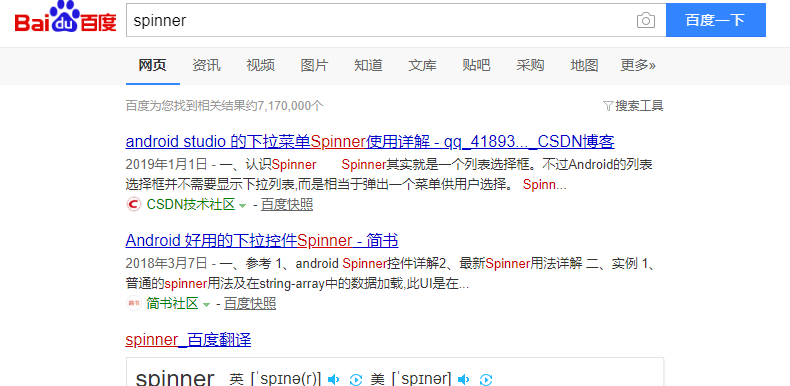 Bai du 百度 spinner 百度一下
网页 资讯 视频 图片 知道 文库 贴吧 采购 地图 更多»
百度为您找到相关结果约7,170,000个 搜索工具
android studio 的下拉菜单Spinner使用详解 - qq_41893..._CSDN博客
2019年1月1日 - 一、认识Spinner Spinner其实就是一个列表选择框。不过Android的列表
选择框并不需要显示下拉列表,而是相当于弹出一个菜单供用户选择。 Spinn...
CSDN技术社区 - 百度快照
Android 好用的下拉控件Spinner - 简书
2018年3月7日 - 一、参考 1、android Spinner控件详解2、最新Spinner用法详解 二、实例 1、
普通的spinner用法及在string-array中的数据加载,此UI是在...
简书社区 - 百度快照
spinner_百度翻译
spinner 英 [ˈspɪnə(r)] 美 [ˈspɪnər]